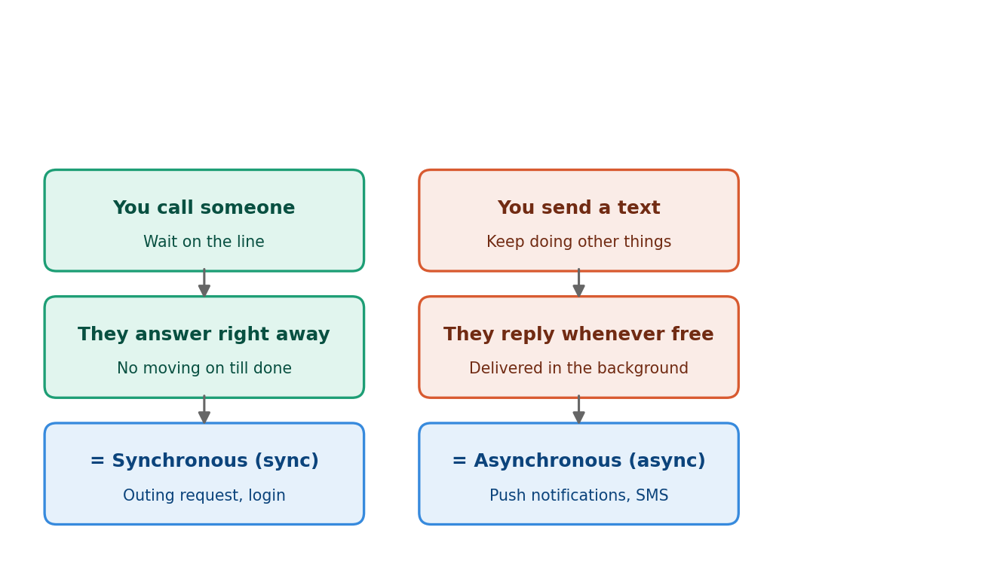 You call someone
Wait on the line
They answer right away
No moving on till done
= Synchronous (sync)
Outing request, login
You send a text
Keep doing other things
They reply whenever free
Delivered in the background
= Asynchronous (async)
Push notifications, SMS